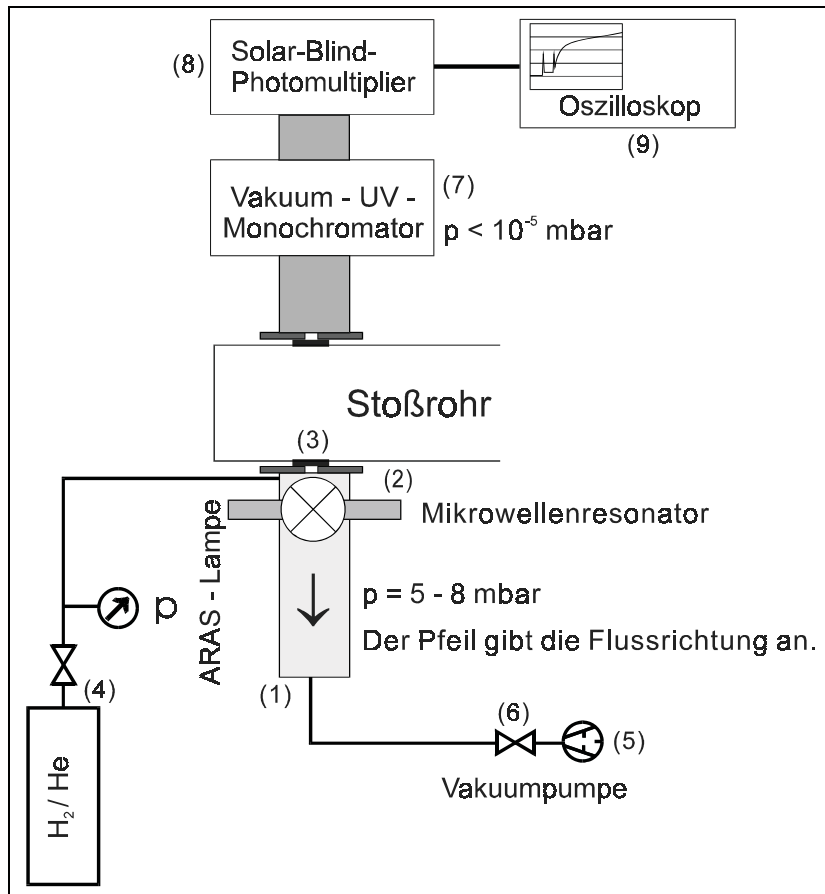 (8)
Solar-Blind-
Photomultiplier
Oszilloskop
(9)
Vakuum - UV -
Monochromator
(7)
p < 10⁻⁵ mbar
Stoßrohr
(3)
(2)
Mikrowellenresonator
ARAS - Lampe
p
p = 5 - 8 mbar
Der Pfeil gibt die Flussrichtung an.
(1)
(4)
(6)
(5)
Vakuumpumpe
H₂ / He